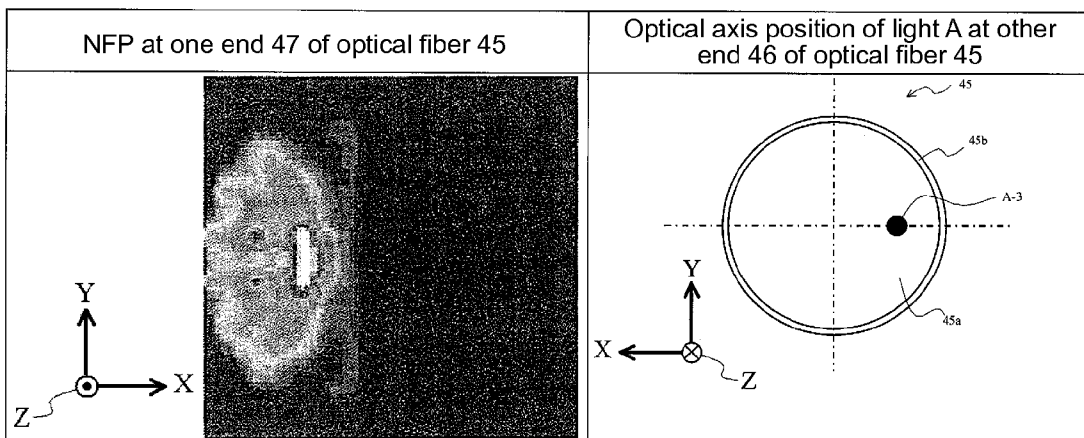 NFP at one end 47 of optical fiber 45
Optical axis position of light A at other
end 46 of optical fiber 45
Y
X
Z
45
45b
A-3
45a
Y
X
Z